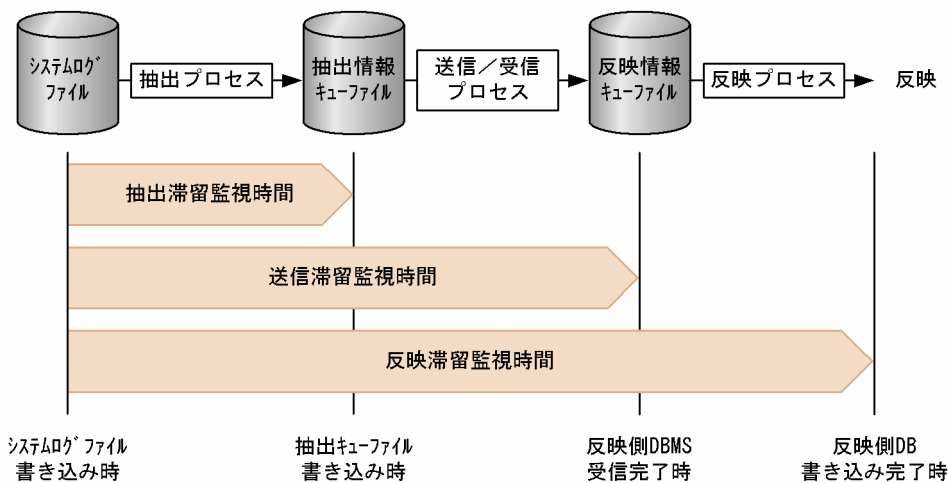 ｼｽﾃﾑﾛｸﾞ
ﾌｧｲﾙ
抽出プロセス
抽出情報
ｷｭｰﾌｧｲﾙ
送信／受信
プロセス
反映情報
ｷｭｰﾌｧｲﾙ
反映プロセス
反映
抽出滞留監視時間
送信滞留監視時間
反映滞留監視時間
ｼｽﾃﾑﾛｸﾞﾌｧｲﾙ
書き込み時
抽出ｷｭｰﾌｧｲﾙ
書き込み時
反映側DBMS
受信完了時
反映側DB
書き込み完了時